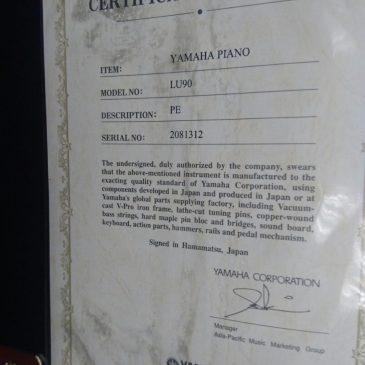 ITEM: YAMAHA PIANO
MODEL NO: LU90
DESCRIPTION: PE
SERIAL NO: 2081312
The undersigned, duly authorized by the company, swears
that the above-mentioned instrument is manufactured to the
exacting quality standard of Yamaha Corporation, using
components developed in Japan and produced in Japan or at
Yamaha's global parts supplying factory, including Vacuum-
cast V-Pro iron frame, lathe-cut tuning pins, copper-wound
bass strings, hard maple pin bloc and bridges, sound board,
keyboard, action parts, hammers, rails and pedal mechanism.
Signed in Hamamatsu, Japan
YAMAHA CORPORATION
Manager
Asia-Pacific Music Marketing Group